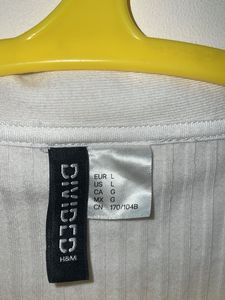 DIVIDED
H&M
EUR L
US L
CA G
MX G
CN 170/104B